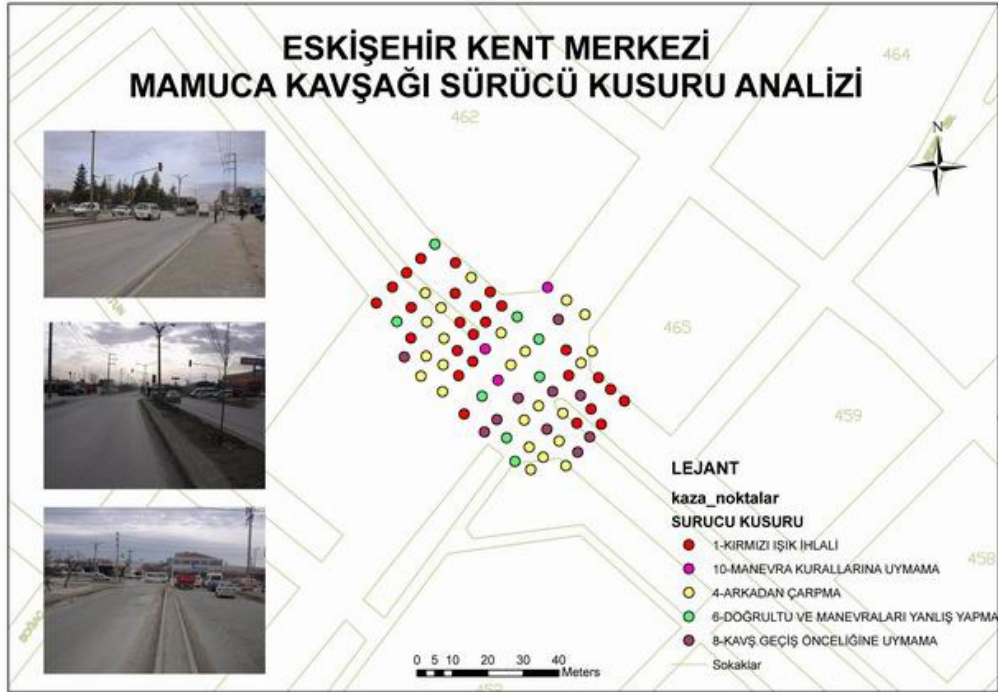 ESKİŞEHİR KENT MERKEZİ
MAMUCA KAVŞAĞI SÜRÜCÜ KUSURU ANALİZİ
464
462
N
465
459
458
LEJANT
kaza_noktalar
SURUCU KUSURU
1-KIRMIZI IŞIK İHLALİ
10-MANEVRA KURALLARINA UYMAMA
4-ARKADAN ÇARPMA
6-DOĞRULTU VE MANEVRALARI YANLIŞ YAPMA
8-KAVŞ.GEÇİŞ ÖNCELİĞİNE UYMAMA
Sokaklar
0 5 10 20 30 40
Meters